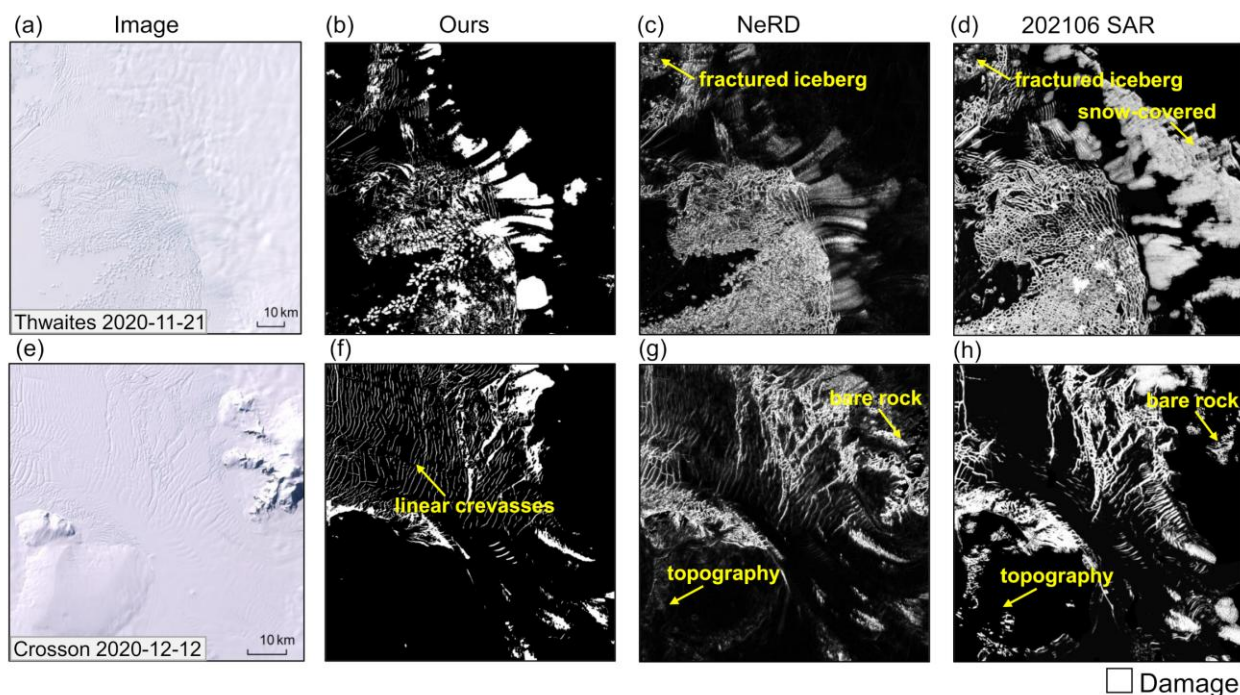 (a) Image (b) Ours (c) NeRD (d) 202106 SAR
fractured iceberg
fractured iceberg
snow-covered
10 km
Thwaites 2020-11-21
(e) (f) (g) (h)
bare rock
bare rock
linear crevasses
topography
topography
10 km
Crosson 2020-12-12
Damage